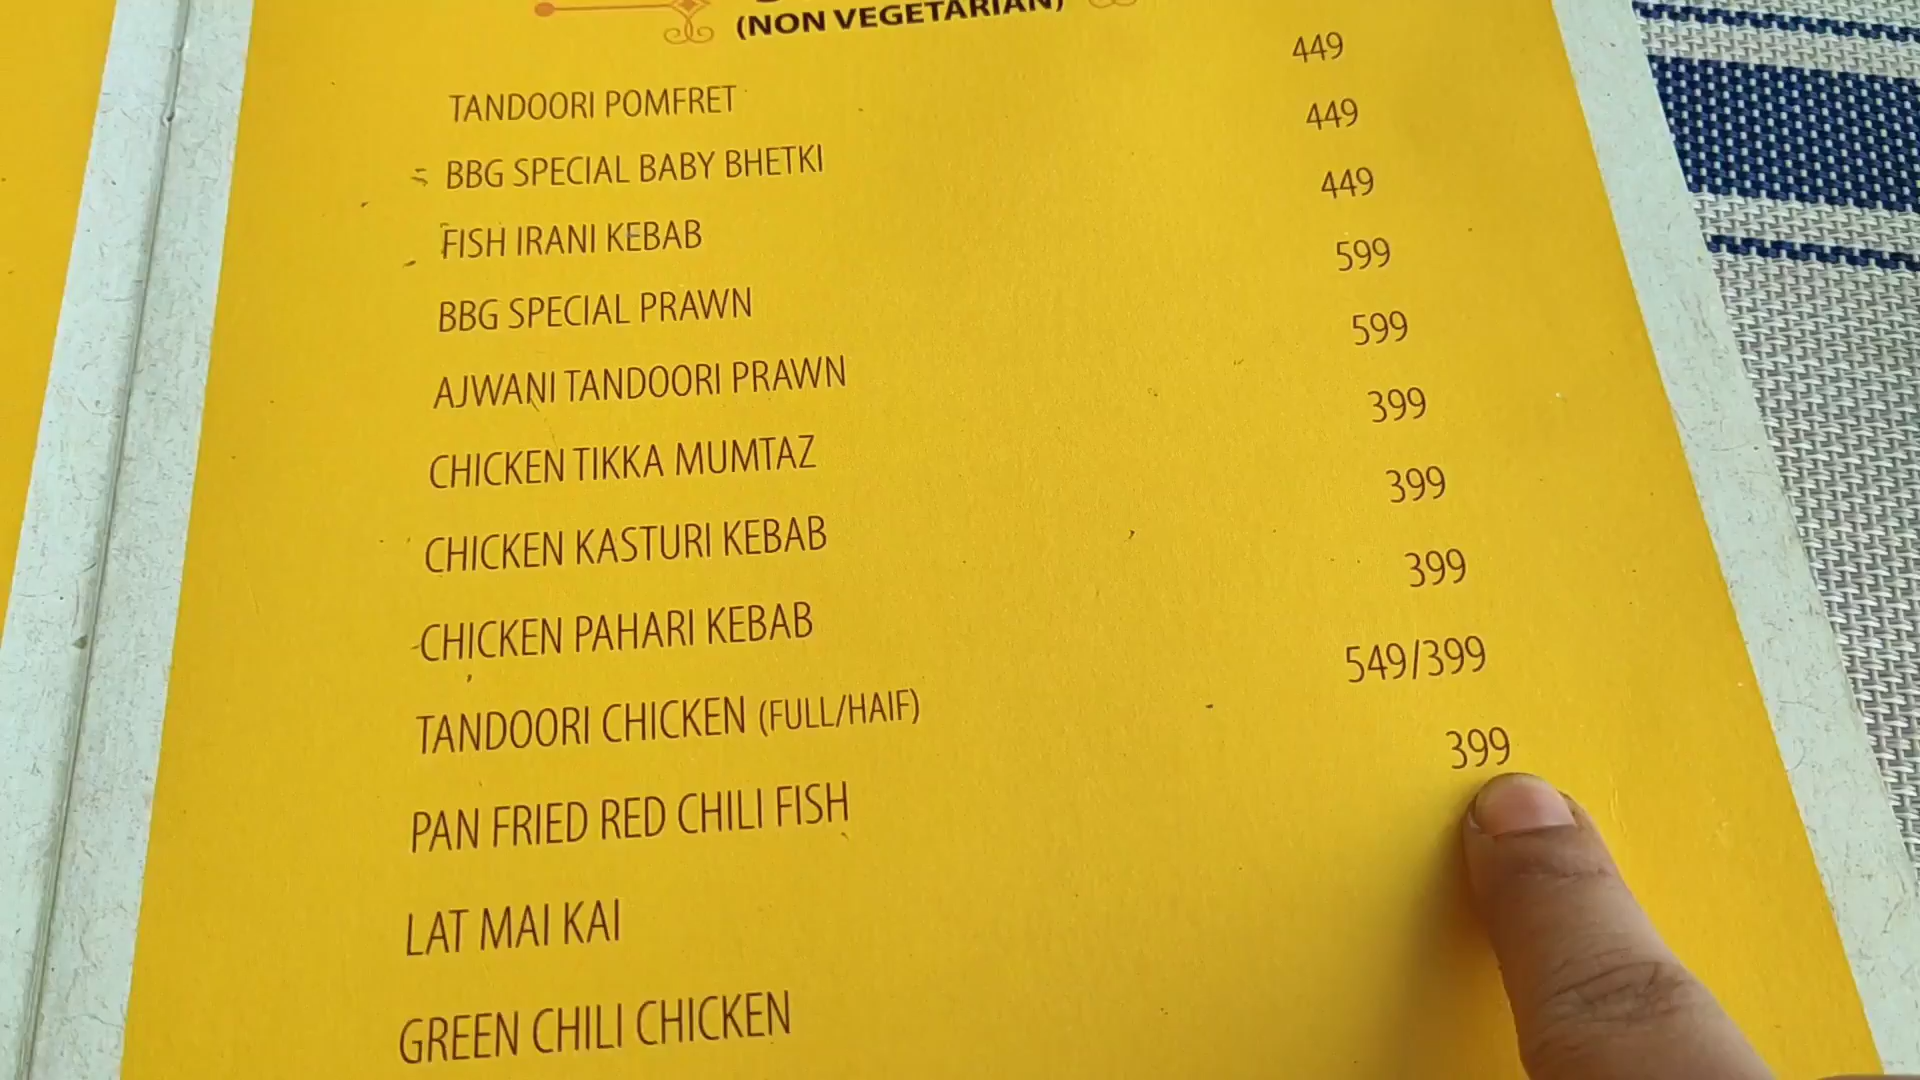 (NON VEGETARIAN)
TANDOORI POMFRET 449
BBG SPECIAL BABY BHETKI 449
FISH IRANI KEBAB 449
BBG SPECIAL PRAWN 599
AJWANI TANDOORI PRAWN 599
CHICKEN TIKKA MUMTAZ 399
CHICKEN KASTURI KEBAB 399
CHICKEN PAHARI KEBAB 399
TANDOORI CHICKEN (FULL/HAIF) 549/399
PAN FRIED RED CHILI FISH 399
LAT MAI KAI
GREEN CHILI CHICKEN